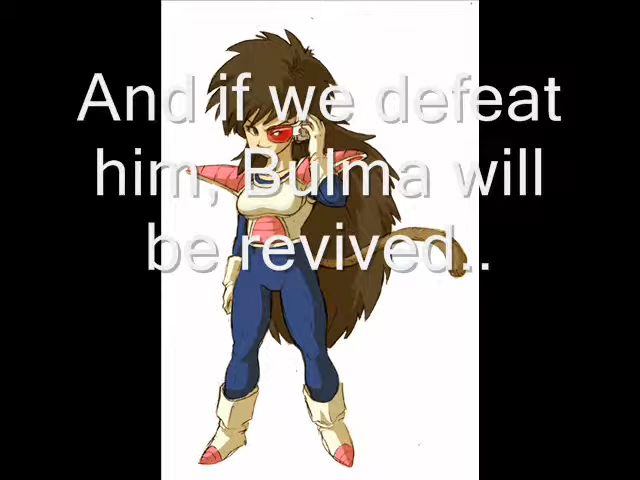 And if we defeat
him, Bulma will
be revived..